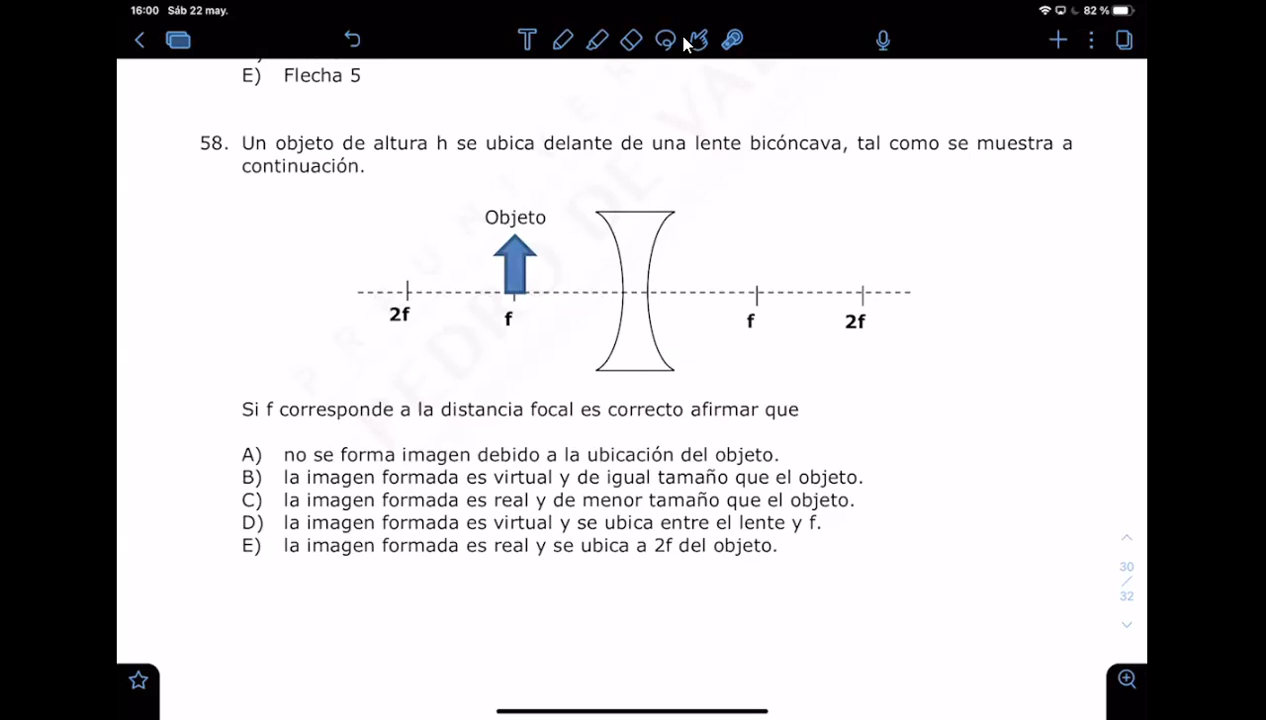 16:00 Sáb 22 may.
82 %
E) Flecha 5
58. Un objeto de altura h se ubica delante de una lente bicóncava, tal como se muestra a
continuación.
Objeto
2f f f 2f
Si f corresponde a la distancia focal es correcto afirmar que
A) no se forma imagen debido a la ubicación del objeto.
B) la imagen formada es virtual y de igual tamaño que el objeto.
C) la imagen formada es real y de menor tamaño que el objeto.
D) la imagen formada es virtual y se ubica entre el lente y f.
E) la imagen formada es real y se ubica a 2f del objeto.
30
/
32